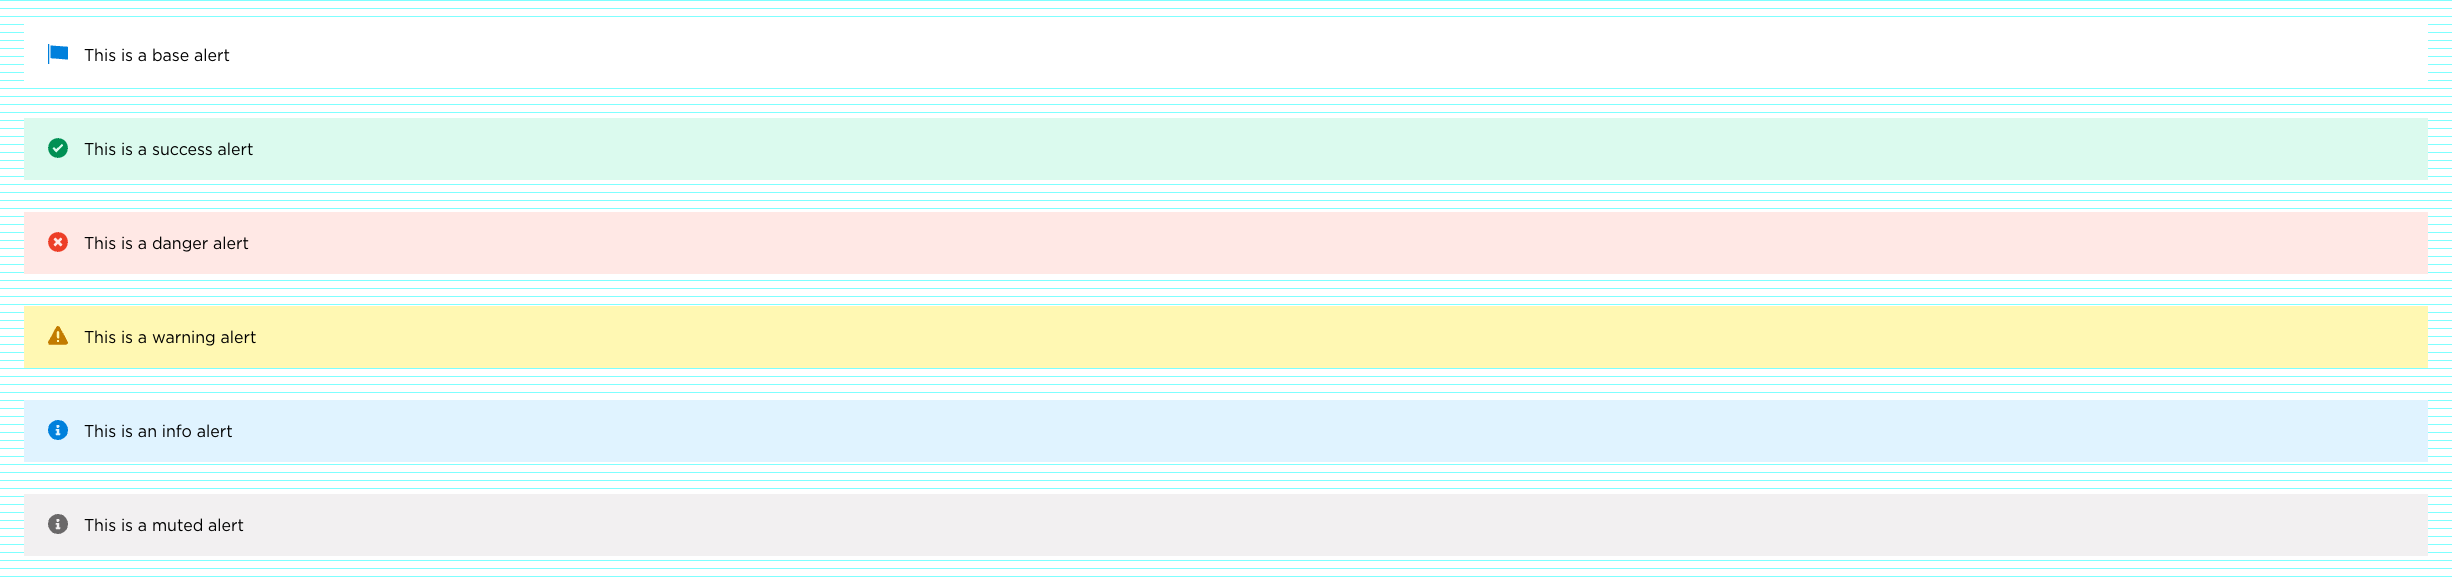 This is a base alert
This is a success alert
This is a danger alert
This is a warning alert
This is an info alert
This is a muted alert